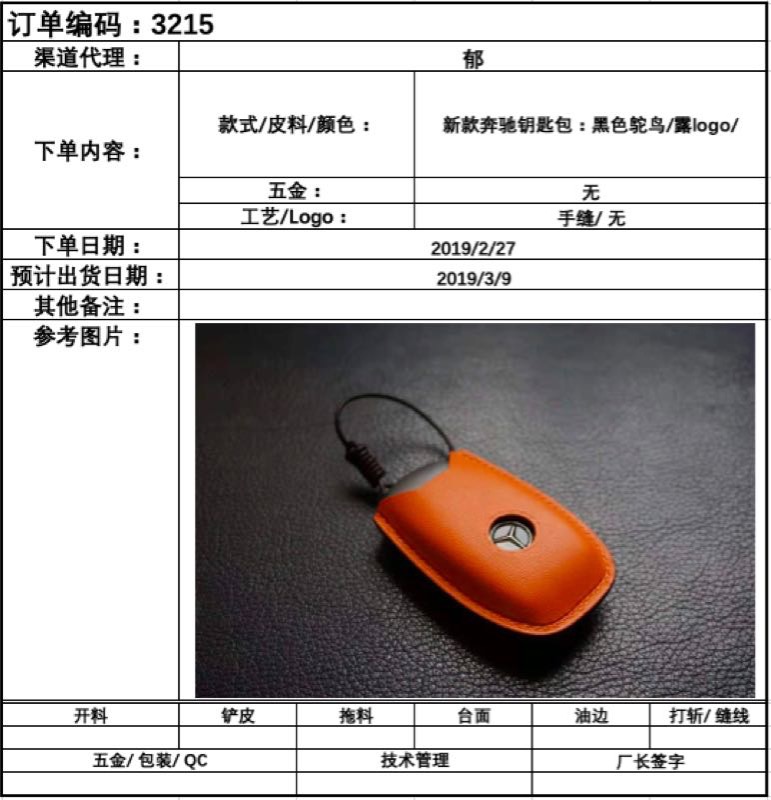 订单编码：3215
渠道代理： 郁
下单内容：
款式/皮料/颜色： 新款奔驰钥匙包：黑色鸵鸟/露logo/
五金： 无
工艺/Logo： 手缝/ 无
下单日期： 2019/2/27
预计出货日期： 2019/3/9
其他备注：
参考图片：
开料 铲皮 拖料 台面 油边 打斩/ 缝线
五金/ 包装/ QC 技术管理 厂长签字